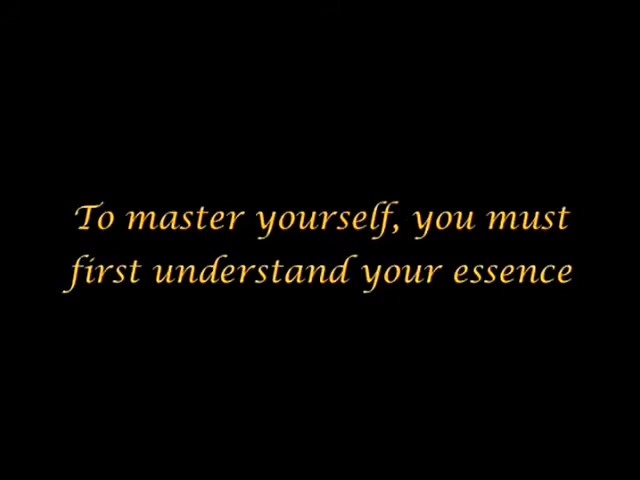 To master yourself, you must
first understand your essence